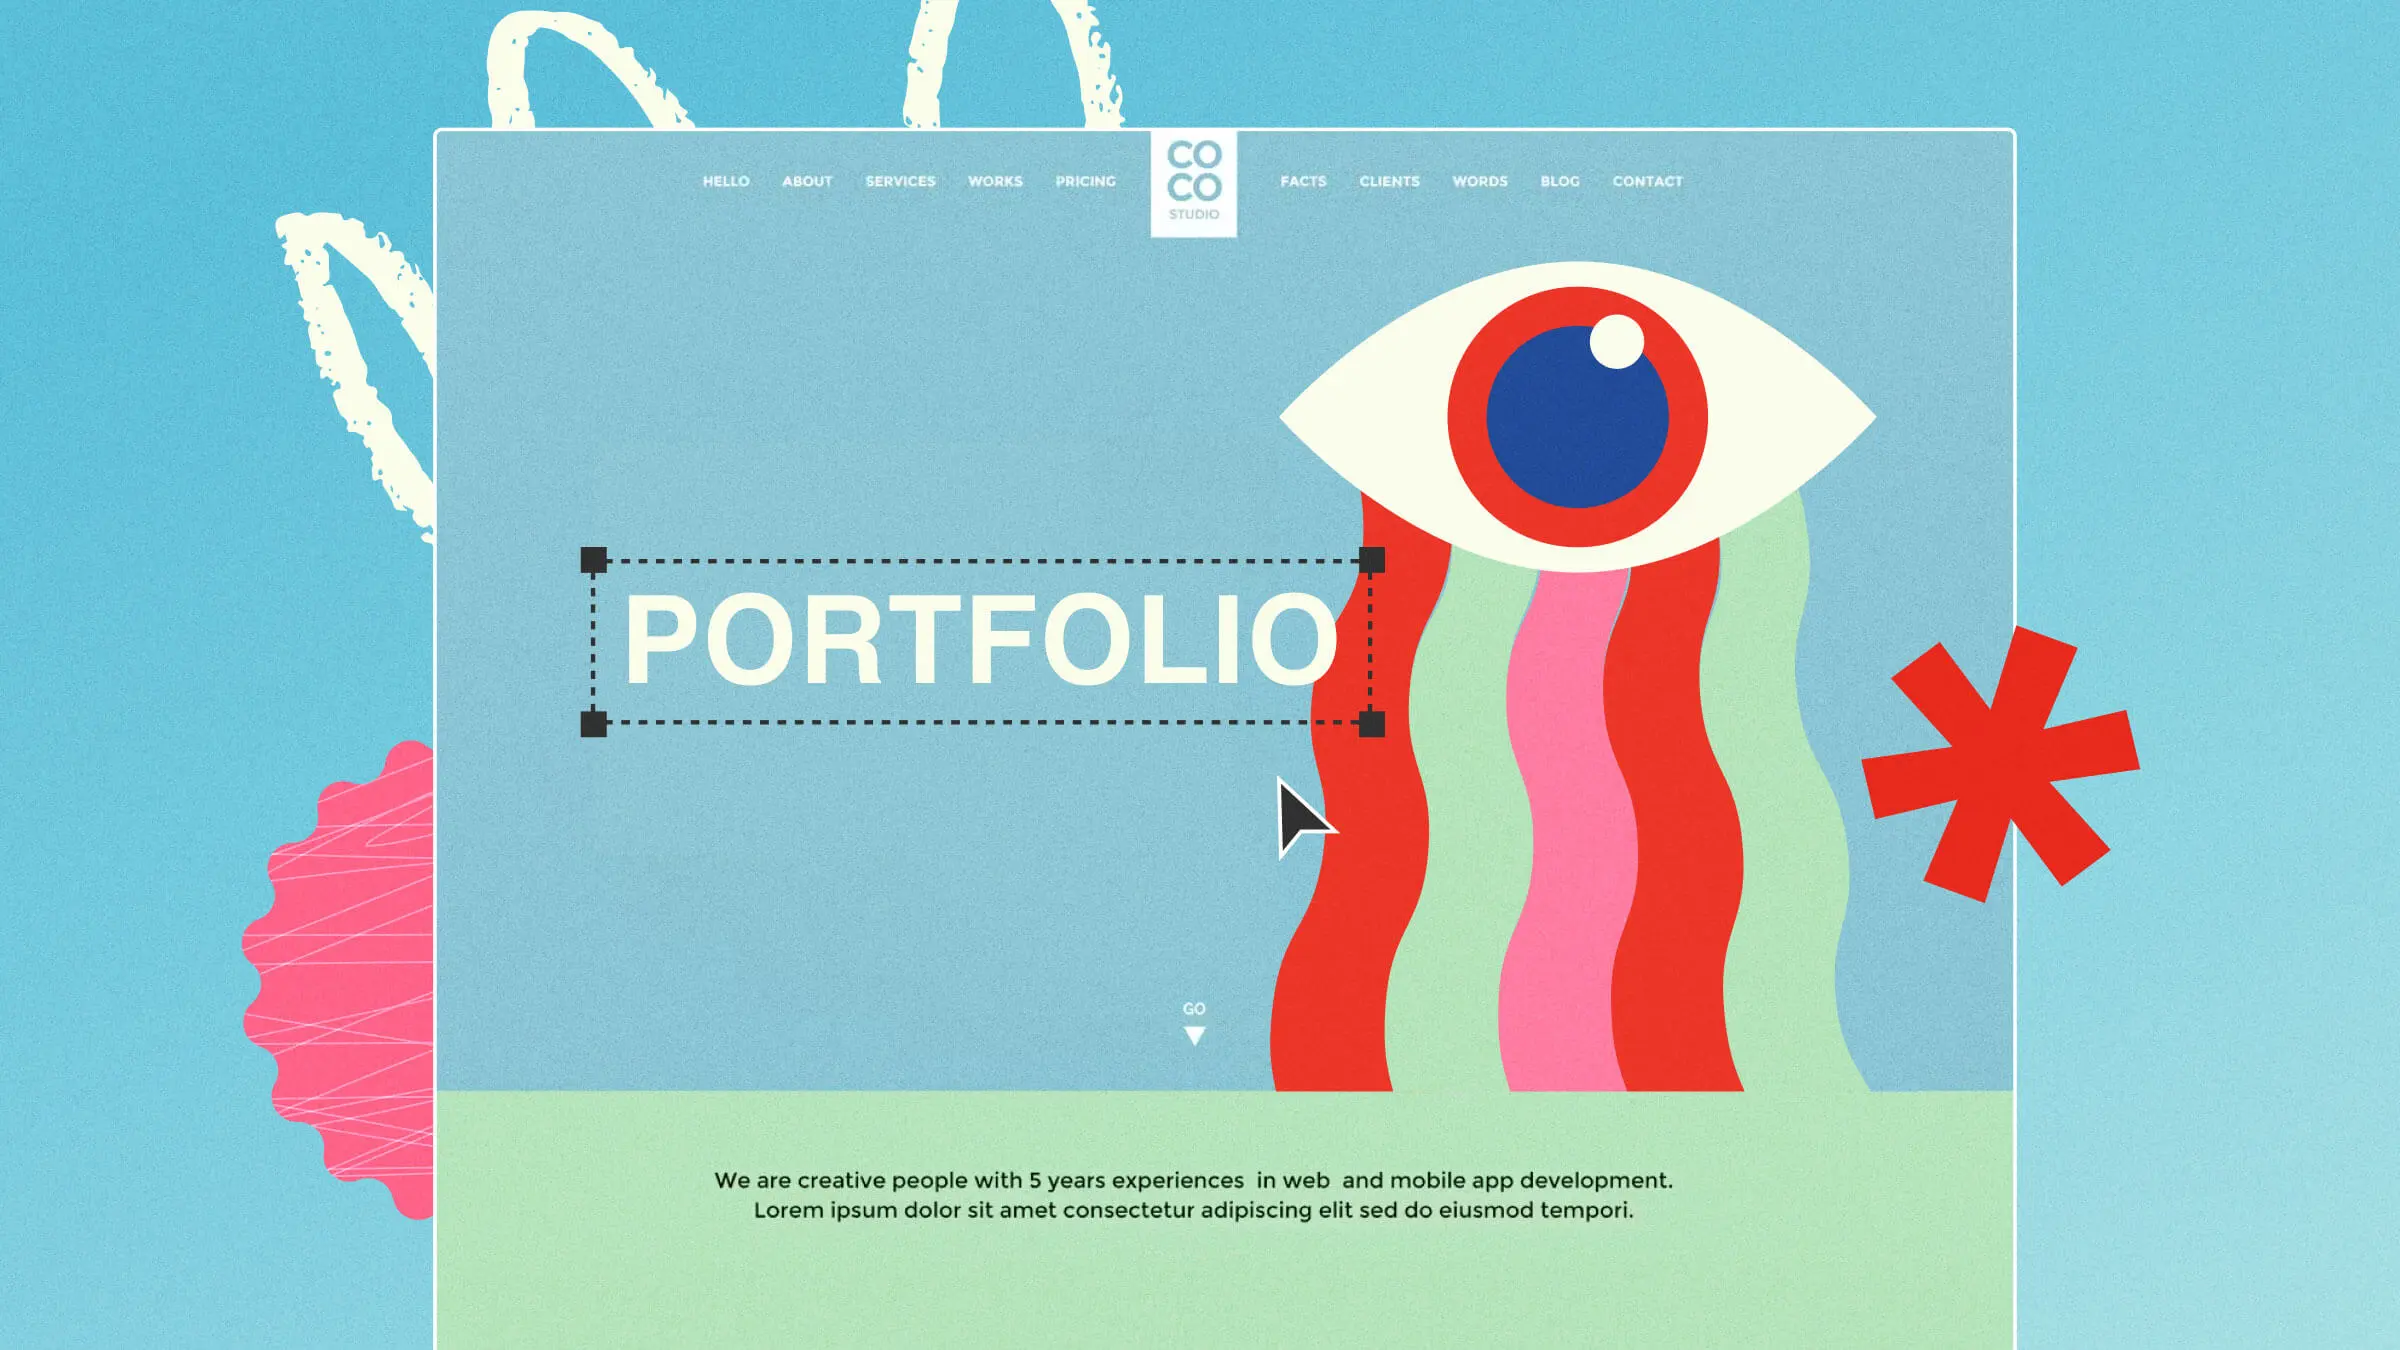 HELLO ABOUT SERVICES WORKS PRICING
CO
CO
STUDIO
FACTS CLIENTS WORDS BLOG CONTACT
PORTFOLIO
GO
We are creative people with 5 years experiences  in web  and mobile app development.
Lorem ipsum dolor sit amet consectetur adipiscing elit sed do eiusmod tempori.